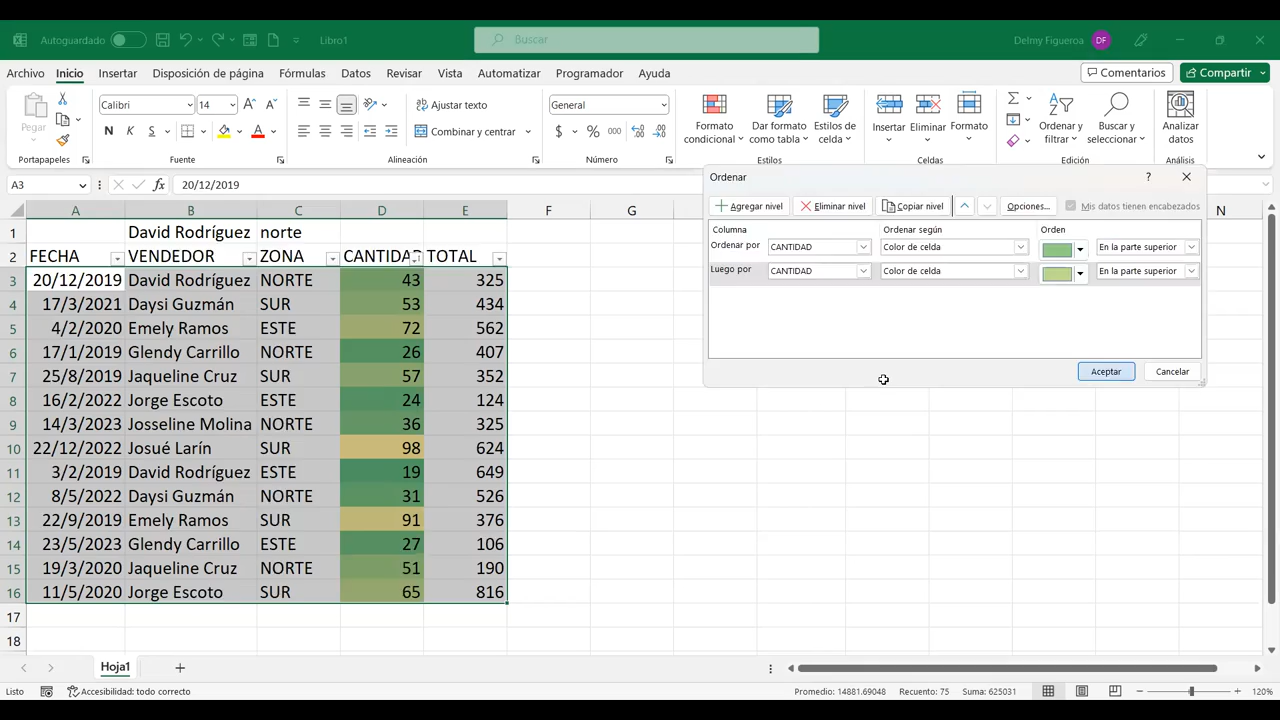 Autoguardado
Libro1
Buscar
Delmy Figueroa DF
Archivo Inicio Insertar Disposición de página Fórmulas Datos Revisar Vista Automatizar Programador Ayuda Comentarios Compartir
Pegar
Calibri 14
N K S
Ajustar texto
Combinar y centrar
General
$ % 000
Formato condicional
Dar formato como tabla
Estilos de celda
Insertar
Eliminar
Formato
Ordenar y filtrar
Buscar y seleccionar
Analizar datos
Portapapeles Fuente Alineación Número Estilos Celdas Edición Análisis
A3 fx 20/12/2019
A B C D E F G N
1 David Rodríguez norte
2 FECHA VENDEDOR ZONA CANTIDAD TOTAL
3 20/12/2019 David Rodríguez NORTE 43 325
4 17/3/2021 Daysi Guzmán SUR 53 434
5 4/2/2020 Emely Ramos ESTE 72 562
6 17/1/2019 Glendy Carrillo NORTE 26 407
7 25/8/2019 Jaqueline Cruz SUR 57 352
8 16/2/2022 Jorge Escoto ESTE 24 124
9 14/3/2023 Josseline Molina NORTE 36 325
10 22/12/2022 Josué Larín SUR 98 624
11 3/2/2019 David Rodríguez ESTE 19 649
12 8/5/2022 Daysi Guzmán NORTE 31 526
13 22/9/2019 Emely Ramos SUR 91 376
14 23/5/2023 Glendy Carrillo ESTE 27 106
15 19/3/2020 Jaqueline Cruz NORTE 51 190
16 11/5/2020 Jorge Escoto SUR 65 816
17
18
Ordenar ?
Agregar nivel Eliminar nivel Copiar nivel Opciones... Mis datos tienen encabezados
Columna Ordenar según Orden
Ordenar por CANTIDAD Color de celda En la parte superior
Luego por CANTIDAD Color de celda En la parte superior
Aceptar Cancelar
Hoja1
Listo Accesibilidad: todo correcto Promedio: 14881.69048 Recuento: 75 Suma: 625031 120%